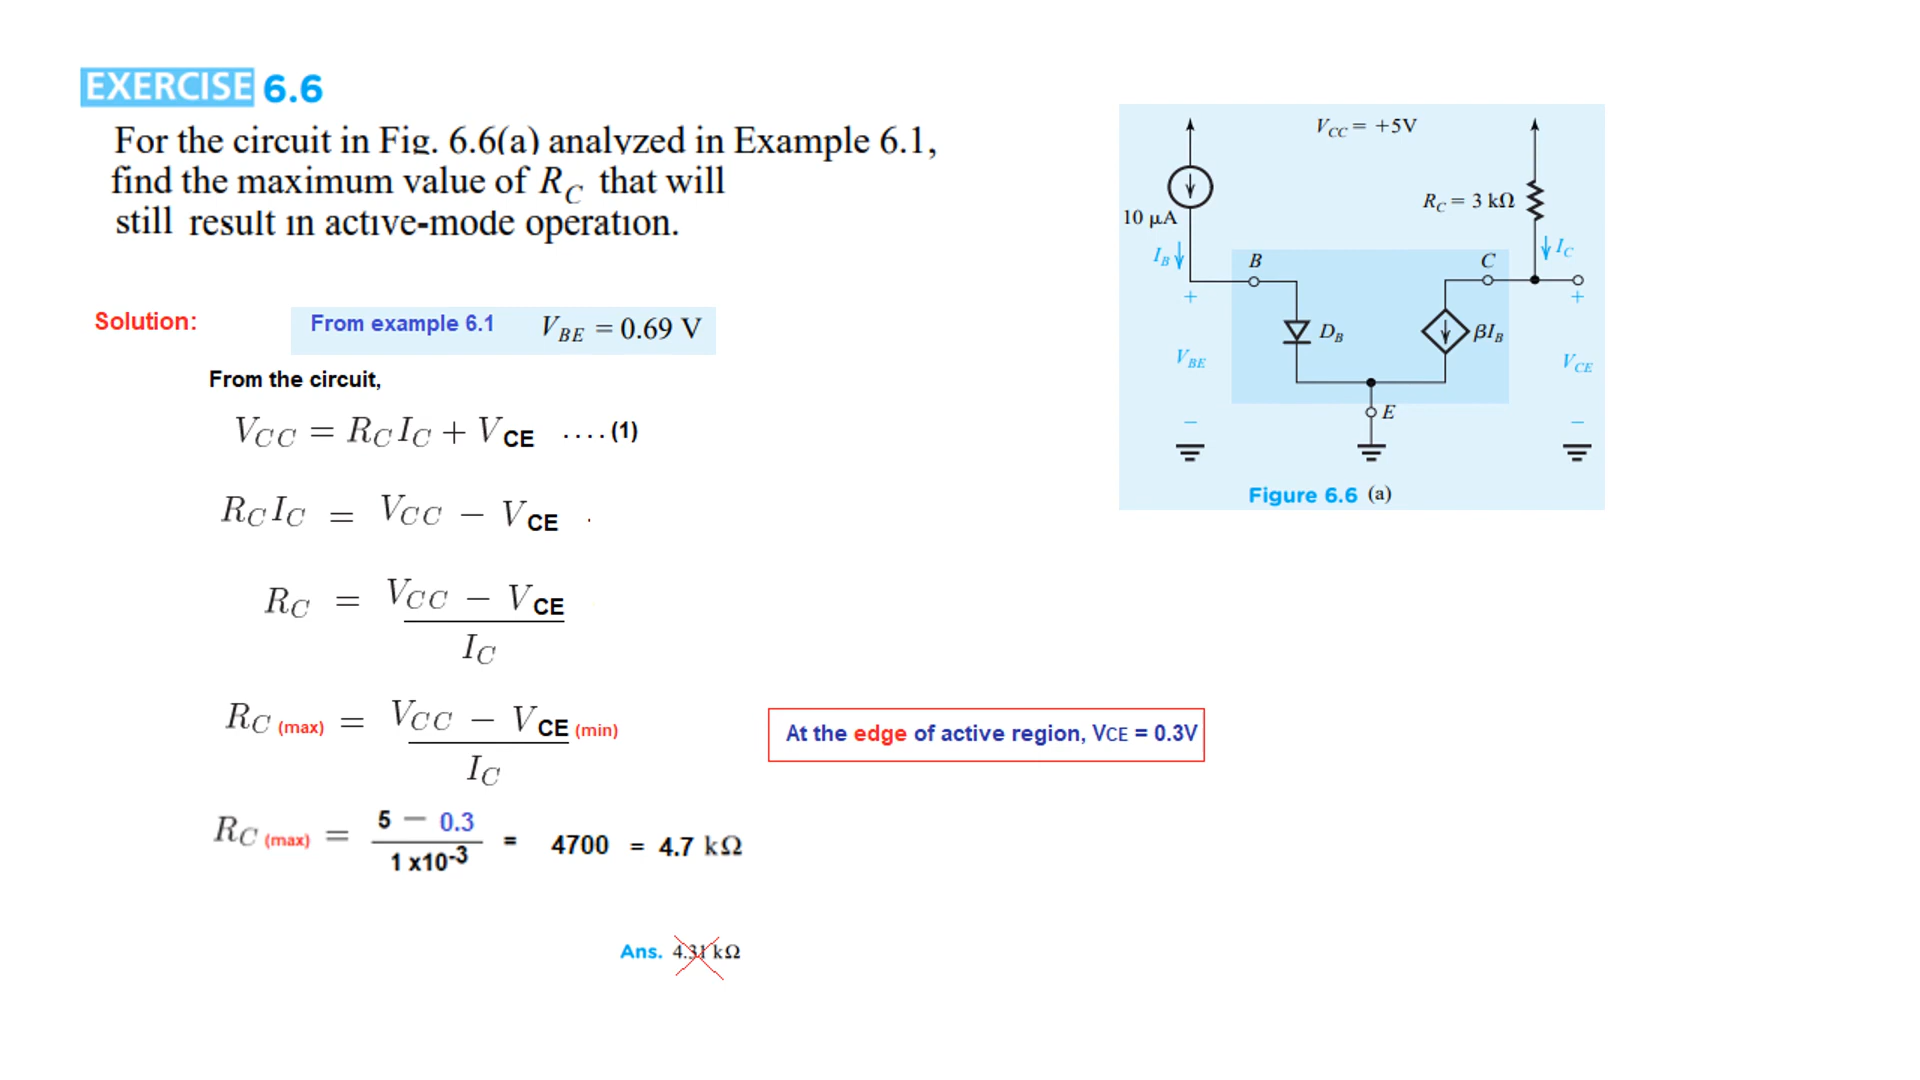 EXERCISE 6.6
For the circuit in Fig. 6.6(a) analyzed in Example 6.1,
find the maximum value of R_C that will
still result in active-mode operation.
Solution:
From example 6.1 V_BE = 0.69 V
From the circuit,
V_CC = R_C I_C + V_CE ....(1)
R_C I_C = V_CC − V_CE .
R_C = V_CC − V_CE
I_C
R_C (max) = V_CC − V_CE (min)
I_C
At the edge of active region, VCE = 0.3V
R_C (max) = 5 − 0.3 = 4700 = 4.7 kΩ
1 x10^-3
Ans. 4.31 kΩ
V_CC = +5V
R_C = 3 kΩ
10 μA
I_B
I_C
B
C
+
+
D_B
βI_B
V_BE
V_CE
E
−
−
Figure 6.6 (a)